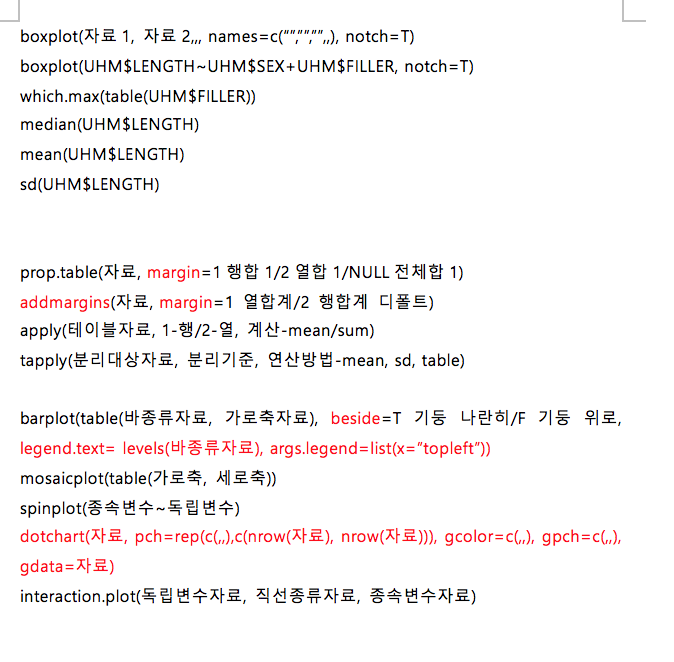 boxplot(자료 1, 자료 2,,, names=c("","","",,), notch=T)
boxplot(UHM$LENGTH~UHM$SEX+UHM$FILLER, notch=T)
which.max(table(UHM$FILLER))
median(UHM$LENGTH)
mean(UHM$LENGTH)
sd(UHM$LENGTH)
prop.table(자료, margin=1 행합 1/2 열합 1/NULL 전체합 1)
addmargins(자료, margin=1 열합계/2 행합계 디폴트)
apply(테이블자료, 1-행/2-열, 계산-mean/sum)
tapply(분리대상자료, 분리기준, 연산방법-mean, sd, table)
barplot(table(바종류자료, 가로축자료), beside=T 기둥 나란히/F 기둥 위로,
legend.text= levels(바종류자료), args.legend=list(x="topleft"))
mosaicplot(table(가로축, 세로축))
spinplot(종속변수~독립변수)
dotchart(자료, pch=rep(c(,,),c(nrow(자료), nrow(자료))), gcolor=c(,,), gpch=c(,,),
gdata=자료)
interaction.plot(독립변수자료, 직선종류자료, 종속변수자료)